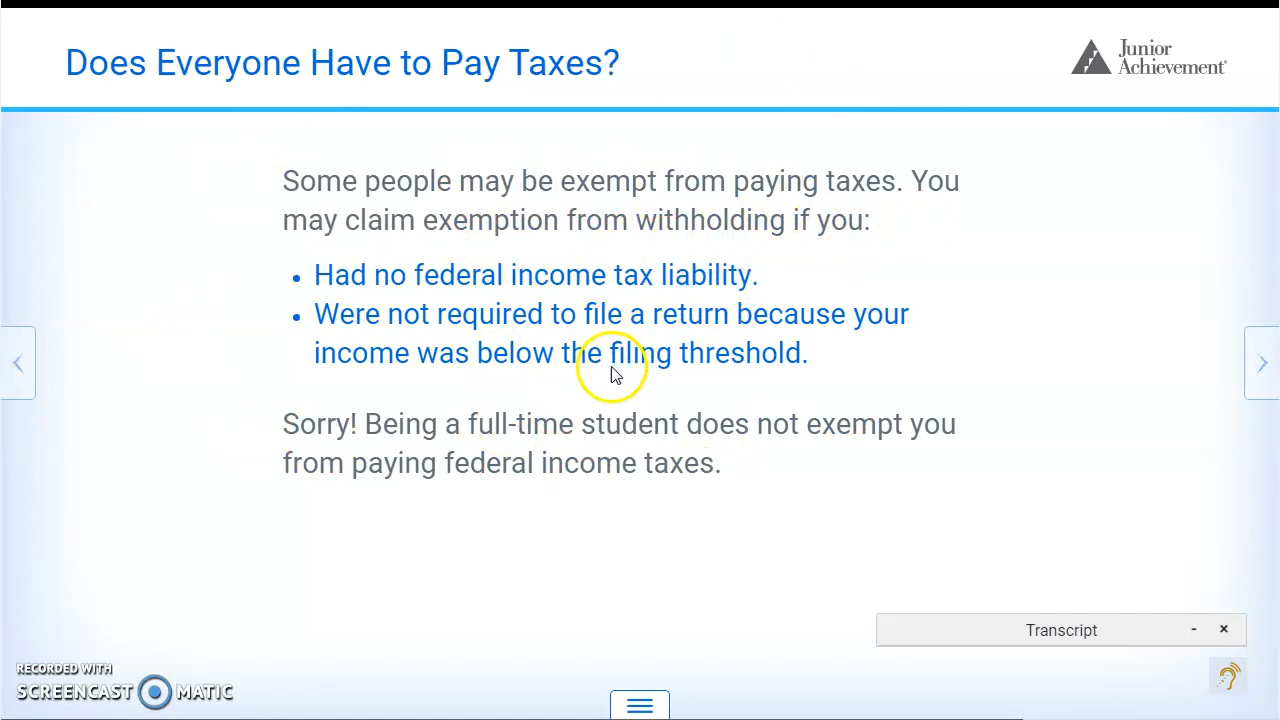 Does Everyone Have to Pay Taxes?
Junior
Achievement®
Some people may be exempt from paying taxes. You
may claim exemption from withholding if you:
• Had no federal income tax liability.
• Were not required to file a return because your
income was below the filing threshold.
Sorry! Being a full-time student does not exempt you
from paying federal income taxes.
Transcript - ×
RECORDED WITH
SCREENCAST MATIC